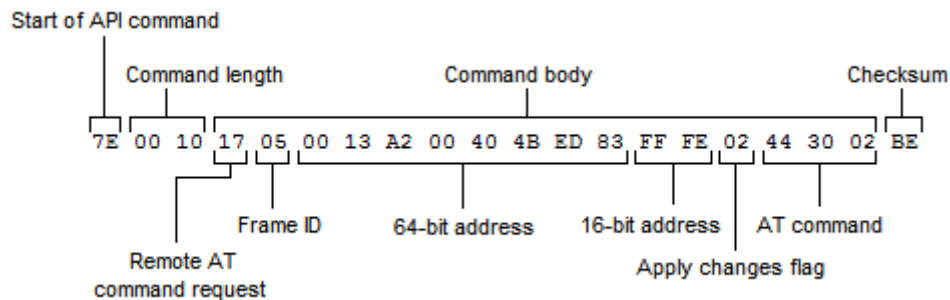 Start of API command
Command length Command body Checksum
7E 00 10 17 05 00 13 A2 00 40 4B ED 83 FF FE 02 44 30 02 BE
Frame ID 64-bit address 16-bit address AT command
Remote AT Apply changes flag
command request